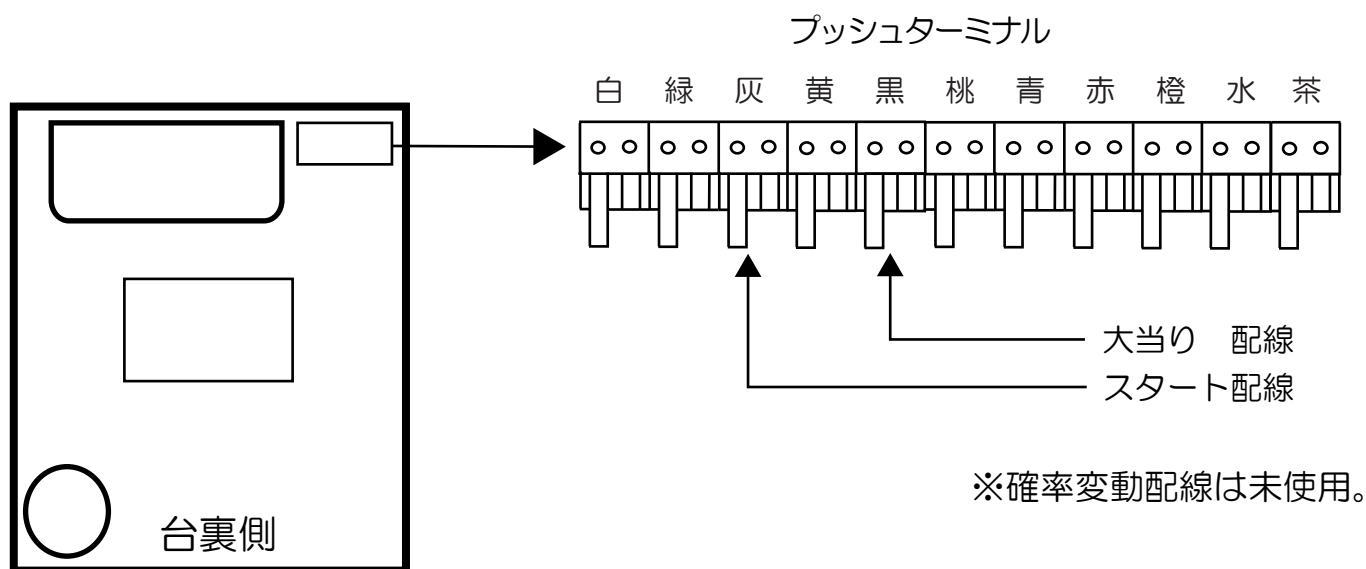 プッシュターミナル
白 緑 灰 黄 黒 桃 青 赤 橙 水 茶
大当り 配線
スタート配線
※確率変動配線は未使用。
台裏側